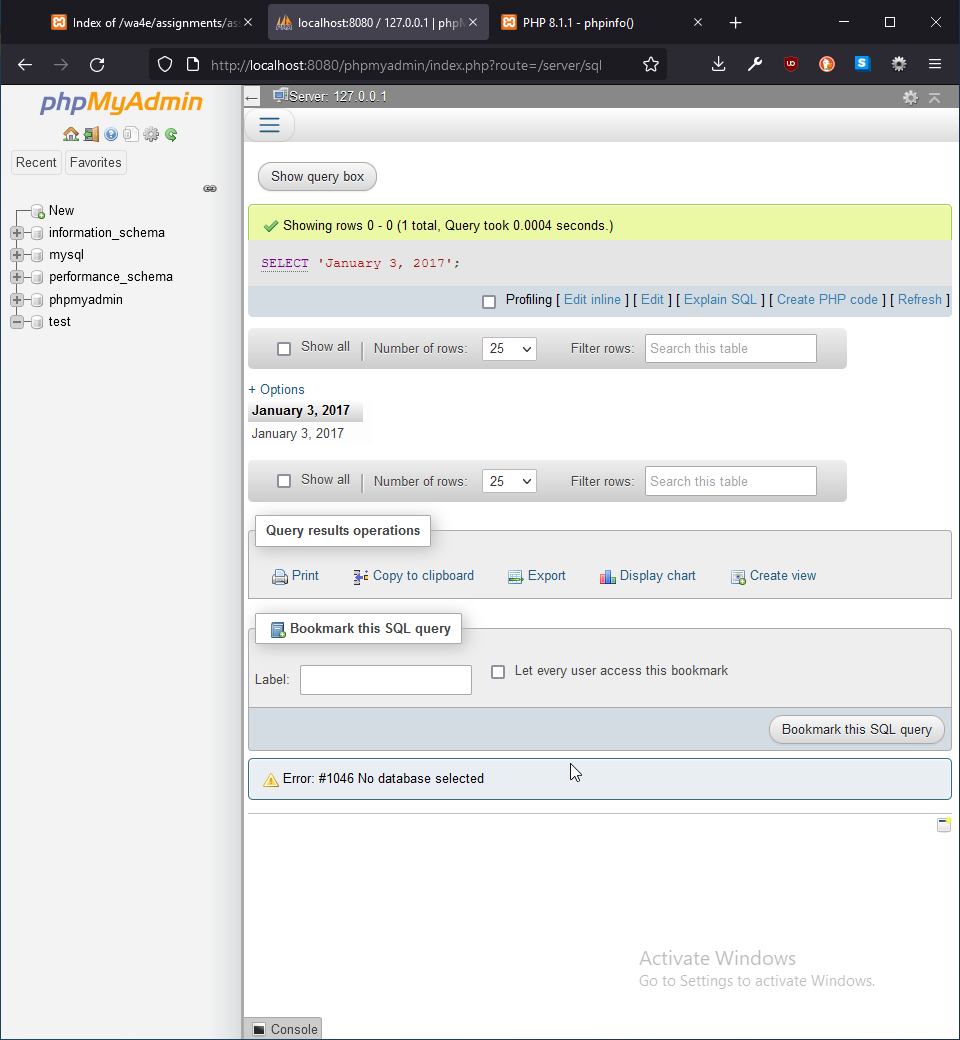 Index of /wa4e/assignments/as
localhost:8080 / 127.0.0.1 | phpM
PHP 8.1.1 - phpinfo()
http://localhost:8080/phpmyadmin/index.php?route=/server/sql
phpMyAdmin
Server: 127.0.0.1
Recent
Favorites
New
information_schema
mysql
performance_schema
phpmyadmin
test
Show query box
Showing rows 0 - 0 (1 total, Query took 0.0004 seconds.)
SELECT 'January 3, 2017';
Profiling [ Edit inline ] [ Edit ] [ Explain SQL ] [ Create PHP code ] [ Refresh ]
Show all Number of rows: 25 Filter rows: Search this table
+ Options
January 3, 2017
January 3, 2017
Show all Number of rows: 25 Filter rows: Search this table
Query results operations
Print Copy to clipboard Export Display chart Create view
Bookmark this SQL query
Label: Let every user access this bookmark
Bookmark this SQL query
Error: #1046 No database selected
Activate Windows
Go to Settings to activate Windows.
Console